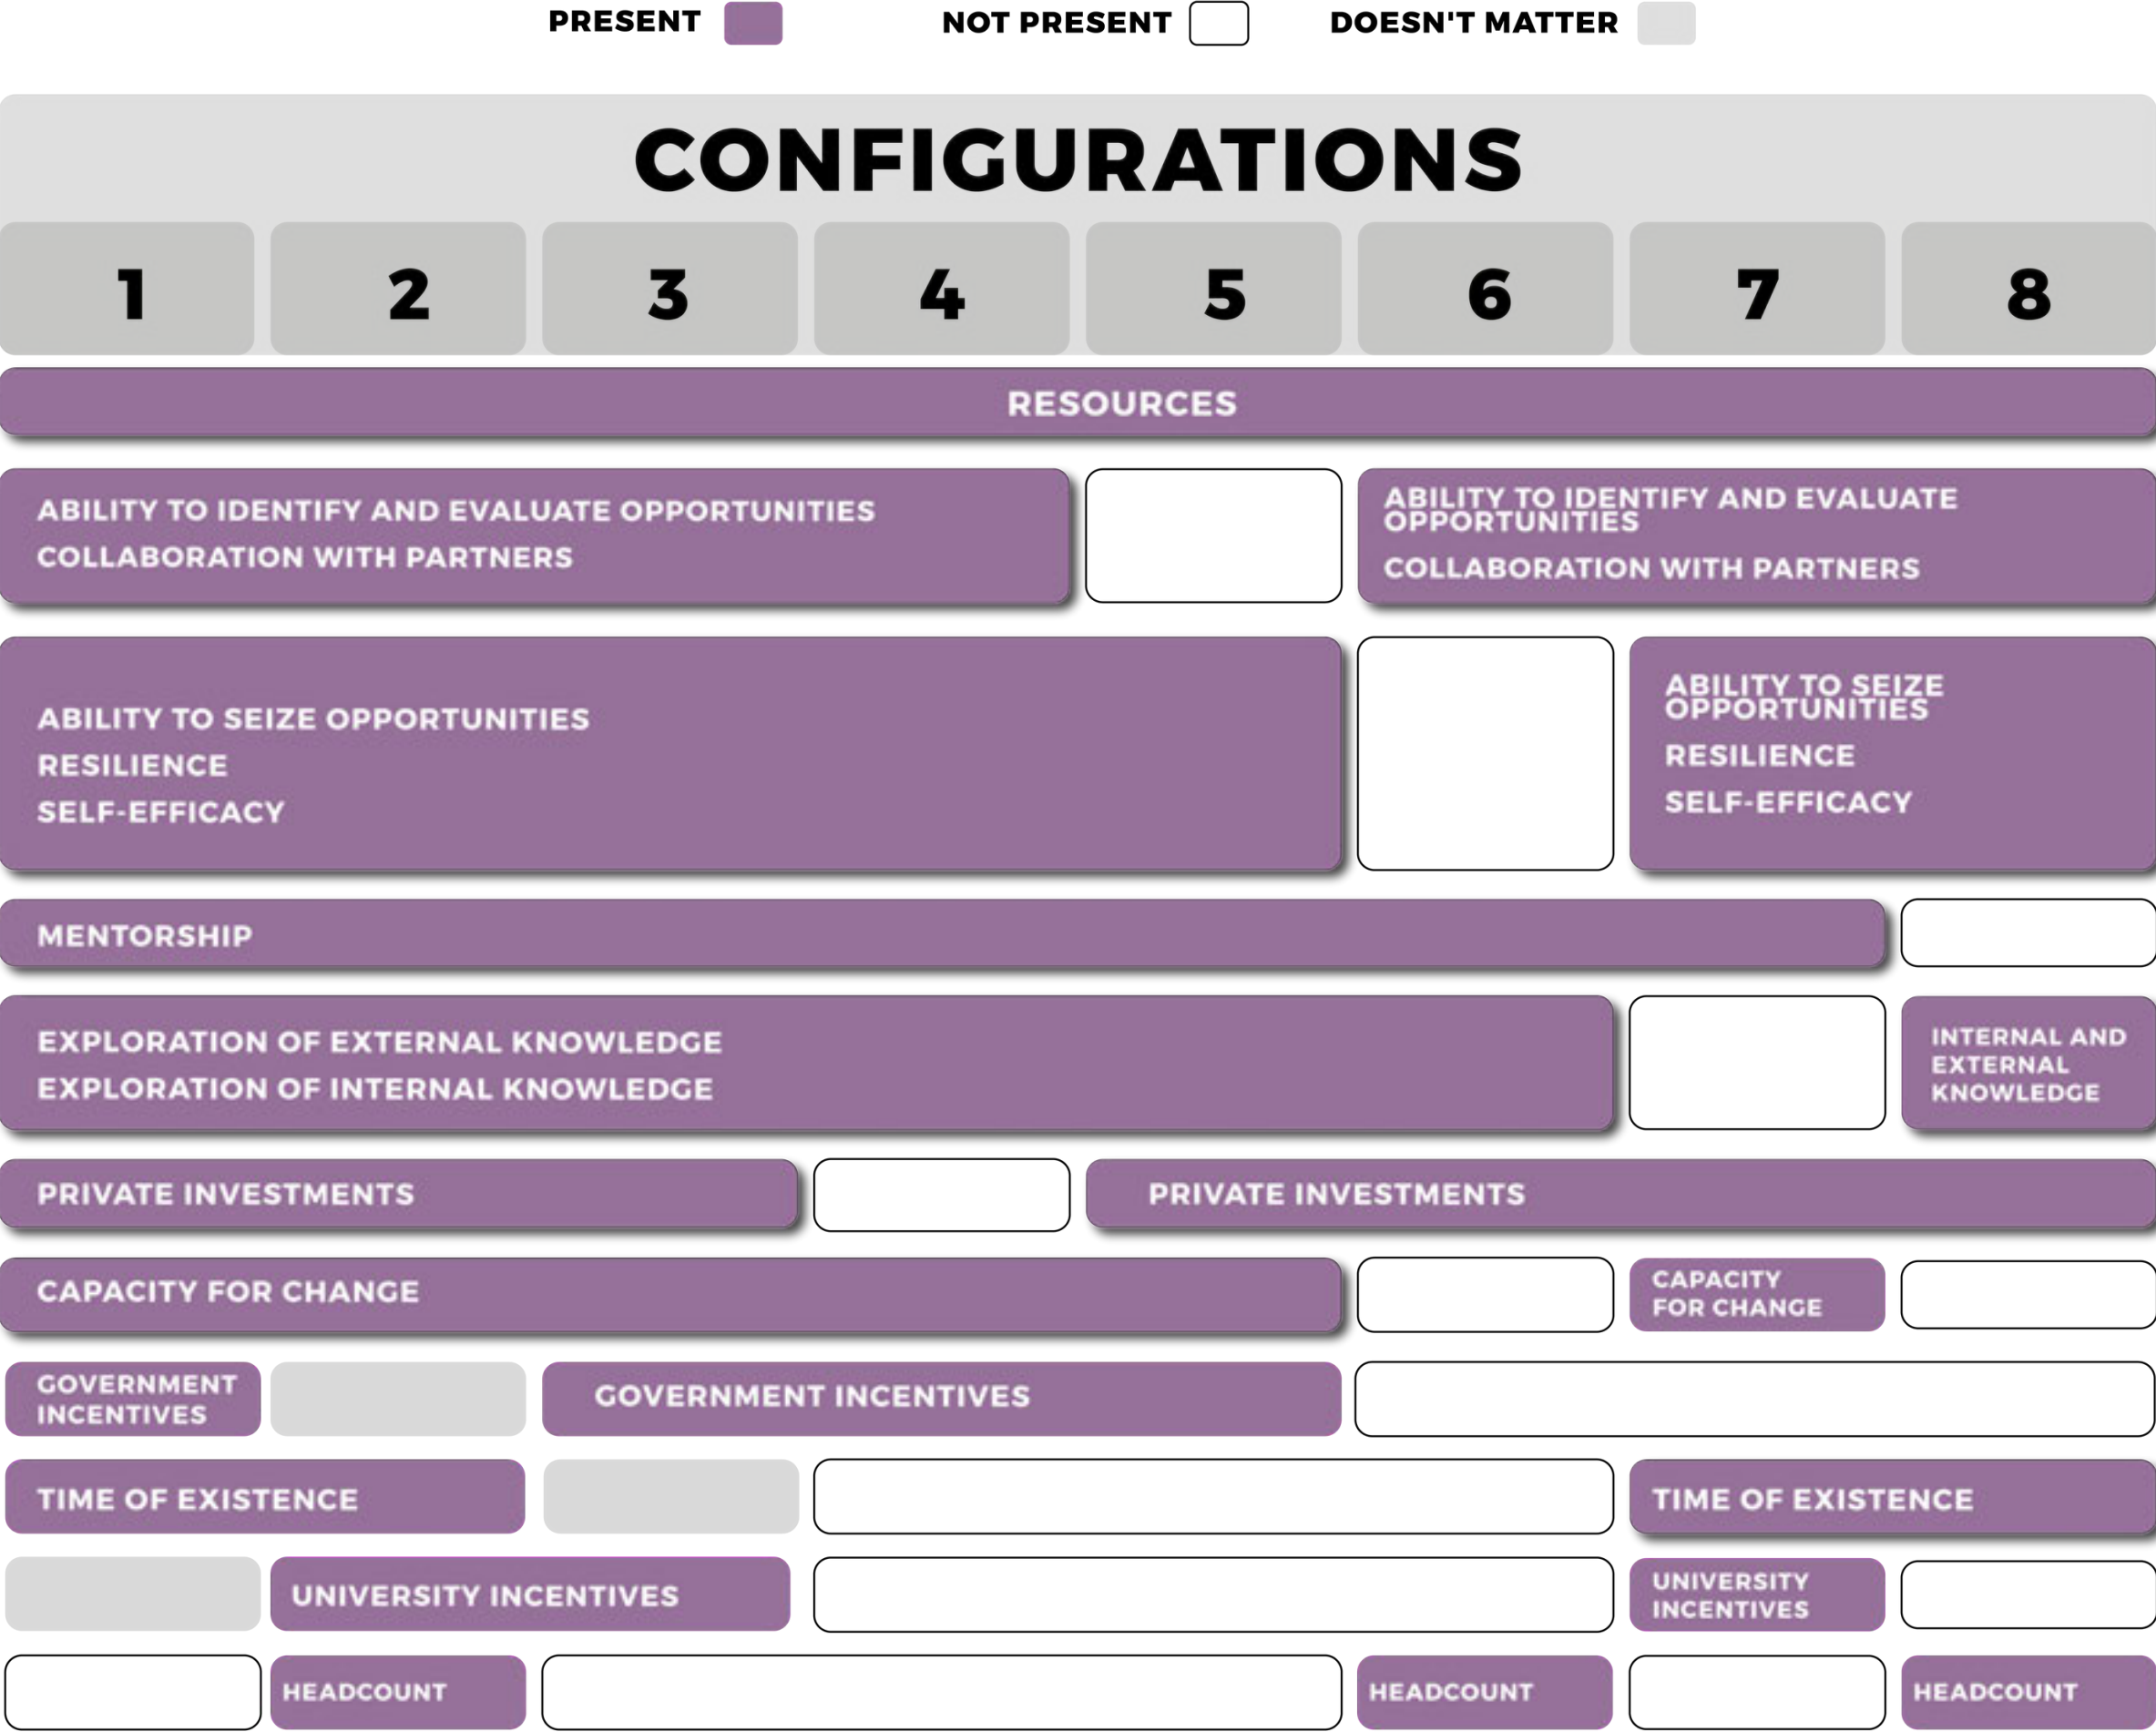 PRESENT
NOT PRESENT
DOESN'T MATTER
CONFIGURATIONS
1 2 3 4 5 6 7 8
RESOURCES
ABILITY TO IDENTIFY AND EVALUATE OPPORTUNITIES
COLLABORATION WITH PARTNERS
ABILITY TO IDENTIFY AND EVALUATE
OPPORTUNITIES
COLLABORATION WITH PARTNERS
ABILITY TO SEIZE OPPORTUNITIES
RESILIENCE
SELF-EFFICACY
ABILITY TO SEIZE
OPPORTUNITIES
RESILIENCE
SELF-EFFICACY
MENTORSHIP
EXPLORATION OF EXTERNAL KNOWLEDGE
EXPLORATION OF INTERNAL KNOWLEDGE
INTERNAL AND
EXTERNAL
KNOWLEDGE
PRIVATE INVESTMENTS
PRIVATE INVESTMENTS
CAPACITY FOR CHANGE
CAPACITY
FOR CHANGE
GOVERNMENT
INCENTIVES
GOVERNMENT INCENTIVES
TIME OF EXISTENCE
TIME OF EXISTENCE
UNIVERSITY INCENTIVES
UNIVERSITY
INCENTIVES
HEADCOUNT
HEADCOUNT
HEADCOUNT